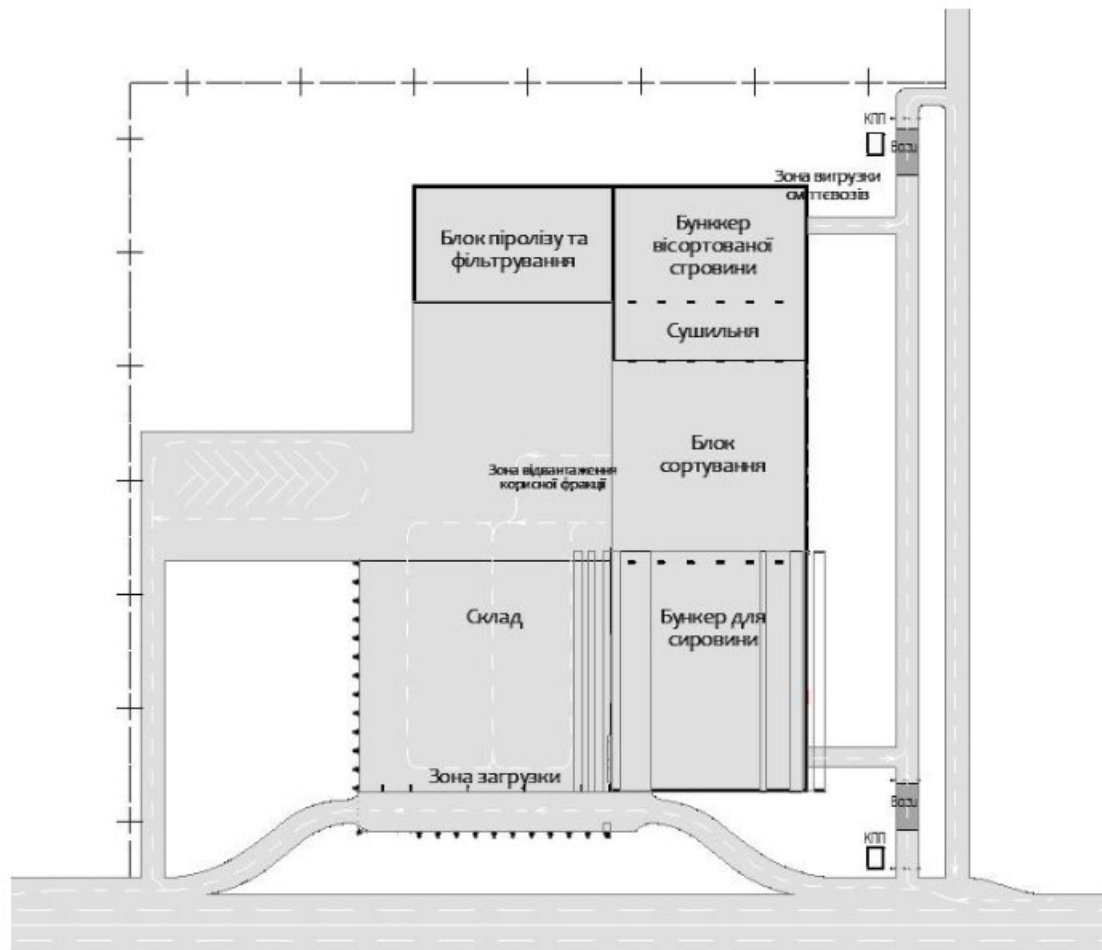 КПП
Ваги
Зона вигрузки
сміттєвозів
Блок піролізу та
фільтрування
Бунккер
вісортованої
стровини
Сушильня
Блок
сортування
Зона відвантаження
корисної фракції
Склад
Бункер для
сировини
Зона загрузки
Ваги
КПП